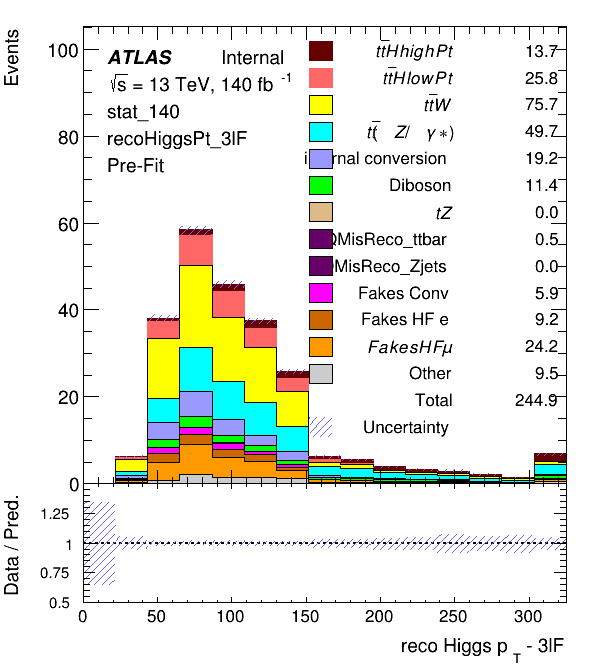 Events
100
80
60
40
20
0
ATLAS Internal
√s = 13 TeV, 140 fb -1
stat_140
recoHiggsPt_3lF
Pre-Fit
tt̄HhighPt 13.7
tt̄HlowPt 25.8
tt̄W 75.7
tt̄( Z/ γ*) 49.7
internal conversion 19.2
Diboson 11.4
tZ 0.0
QMisReco_ttbar 0.5
QMisReco_Zjets 0.0
Fakes Conv 5.9
Fakes HF e 9.2
FakesHFμ 24.2
Other 9.5
Total 244.9
Uncertainty
Data / Pred.
1.25
1
0.75
0.5
0 50 100 150 200 250 300
reco Higgs p T - 3lF